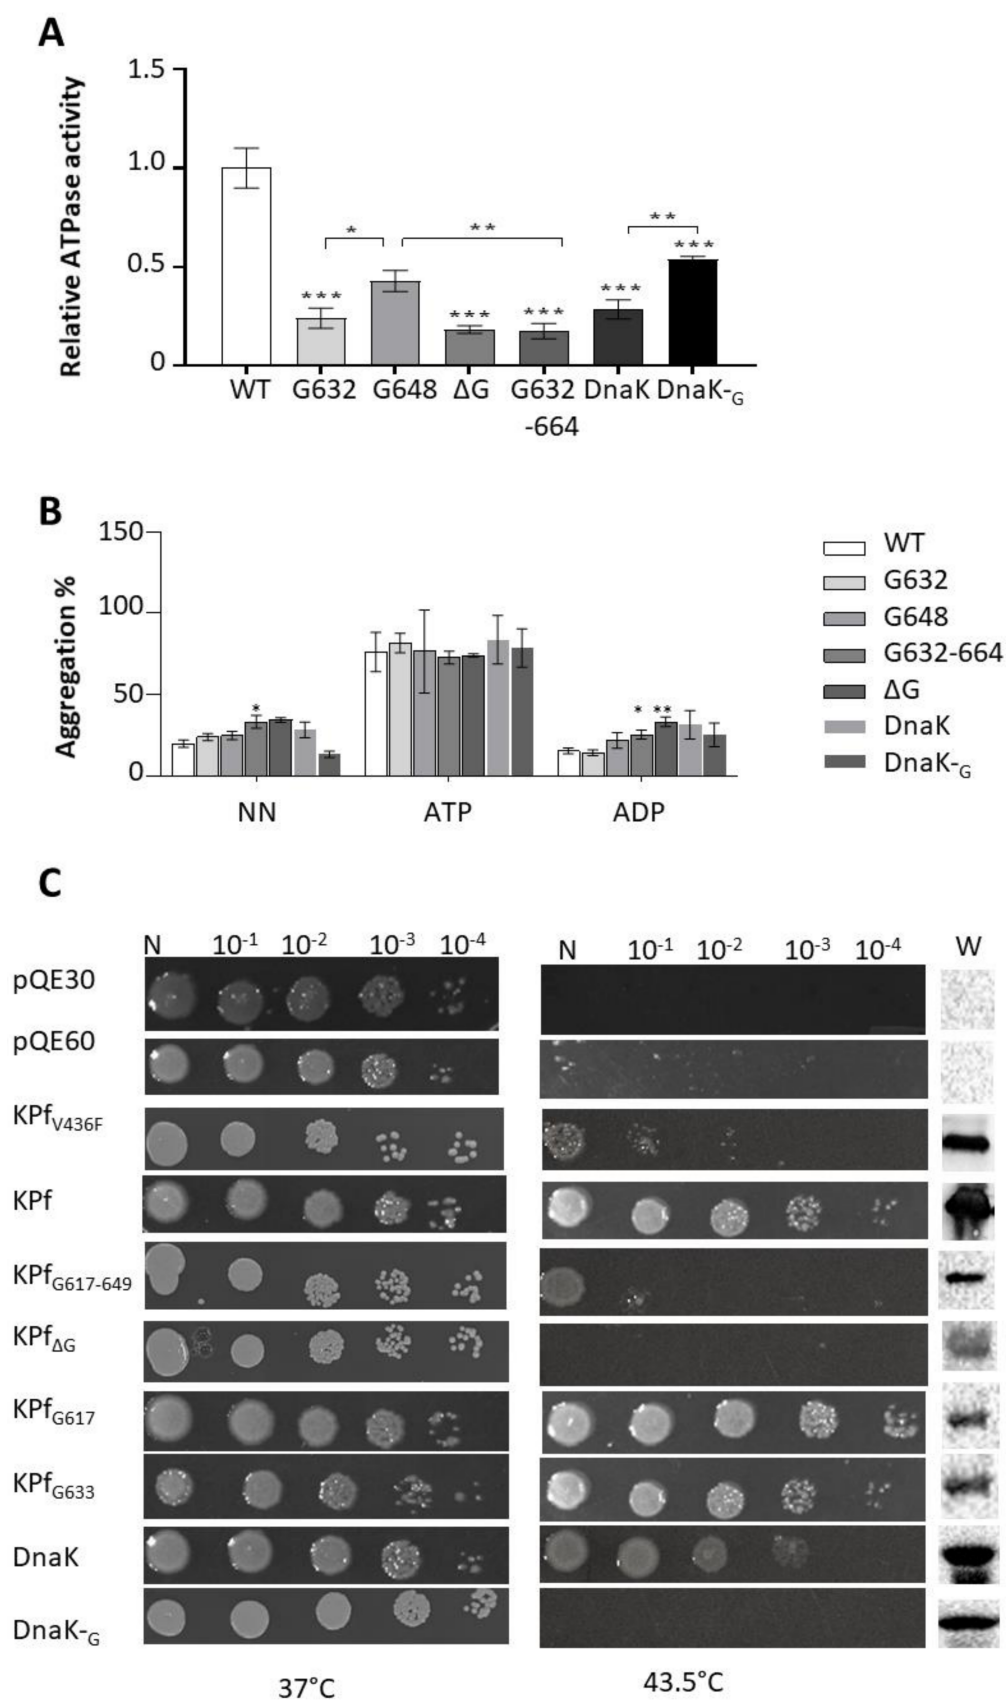 A
Relative ATPase activity
1.5
1.0
0.5
0
* ** **
*** *** *** *** ***
WT G632 G648 ΔG G632 DnaK DnaK-G
-664
B
Aggregation %
150
100
50
0
* * **
NN ATP ADP
WT
G632
G648
G632-664
ΔG
DnaK
DnaK-G
C
N 10-1 10-2 10-3 10-4 N 10-1 10-2 10-3 10-4 W
pQE30
pQE60
KPfV436F
KPf
KPfG617-649
KPfΔG
KPfG617
KPfG633
DnaK
DnaK-G
37°C 43.5°C